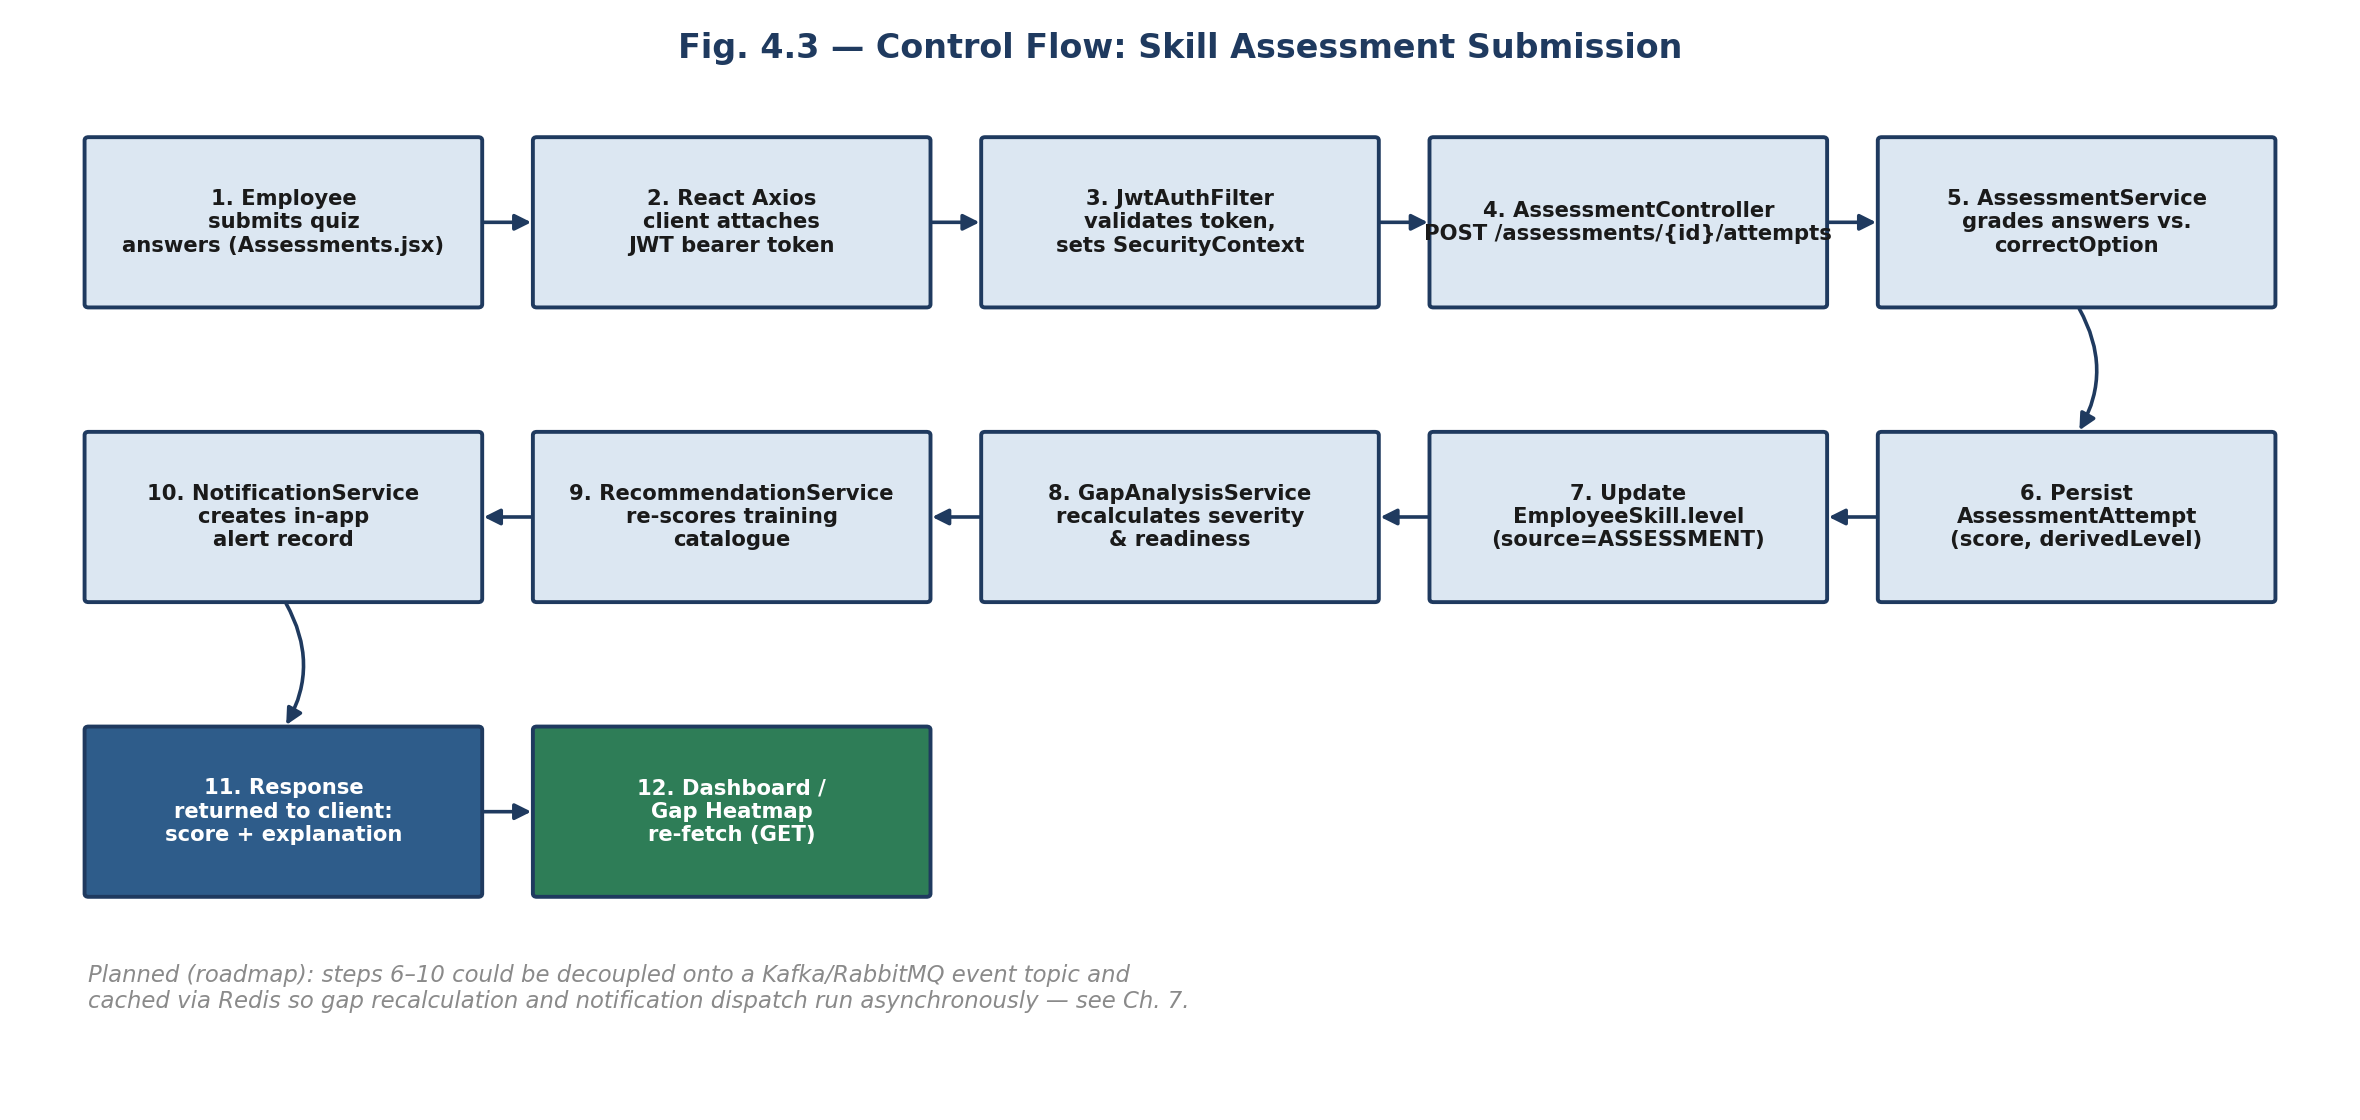 Fig. 4.3 — Control Flow: Skill Assessment Submission
1. Employee
submits quiz
answers (Assessments.jsx)
2. React Axios
client attaches
JWT bearer token
3. JwtAuthFilter
validates token,
sets SecurityContext
4. AssessmentController
POST /assessments/{id}/attempts
5. AssessmentService
grades answers vs.
correctOption
10. NotificationService
creates in-app
alert record
9. RecommendationService
re-scores training
catalogue
8. GapAnalysisService
recalculates severity
& readiness
7. Update
EmployeeSkill.level
(source=ASSESSMENT)
6. Persist
AssessmentAttempt
(score, derivedLevel)
11. Response
returned to client:
score + explanation
12. Dashboard /
Gap Heatmap
re-fetch (GET)
Planned (roadmap): steps 6–10 could be decoupled onto a Kafka/RabbitMQ event topic and
cached via Redis so gap recalculation and notification dispatch run asynchronously — see Ch. 7.